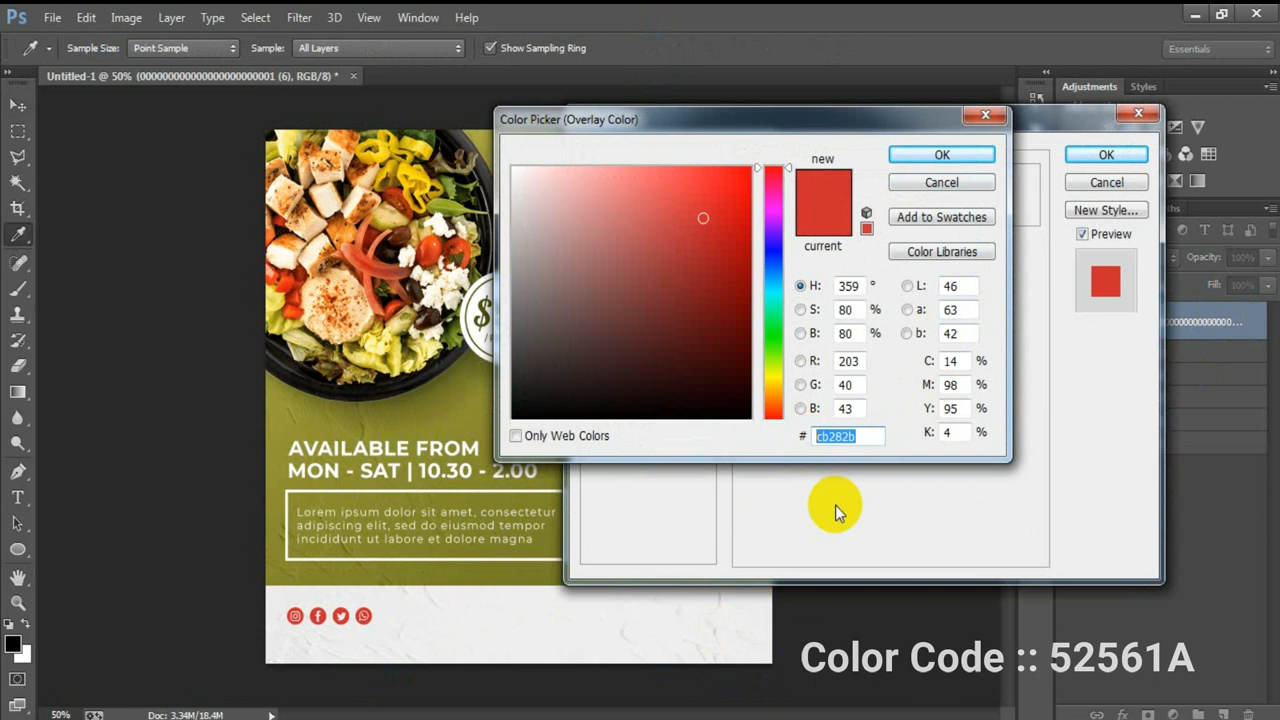 Ps File Edit Image Layer Type Select Filter 3D View Window Help
Sample Size: Point Sample Sample: All Layers Show Sampling Ring Essentials
Untitled-1 @ 50% (0000000000000000000000001 (6), RGB/8) * ×
Adjustments Styles
Color Picker (Overlay Color)
new
OK
Cancel
Add to Swatches
current
Color Libraries
H: 359 °
S: 80 %
B: 80 %
R: 203
G: 40
B: 43
L: 46
a: 63
b: 42
C: 14 %
M: 98 %
Y: 95 %
K: 4 %
# cb282b
Only Web Colors
OK
Cancel
New Style...
Preview
Opacity: 100%
Fill: 100%
$
AVAILABLE FROM
MON - SAT | 10.30 - 2.00
Lorem ipsum dolor sit amet, consectetur
adipiscing elit, sed do eiusmod tempor
incididunt ut labore et dolore magna
Color Code :: 52561A
50% Doc: 3.34M/18.4M